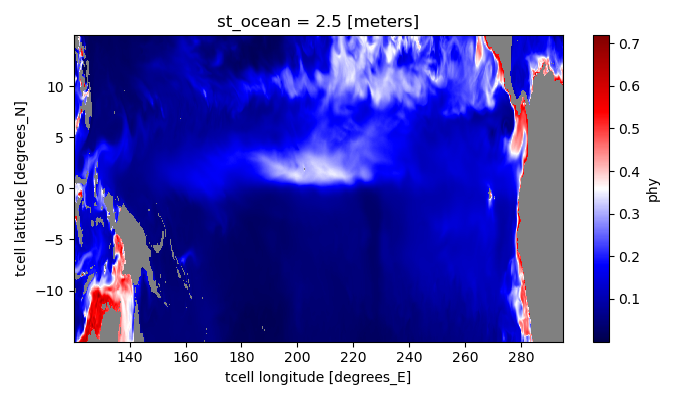 st_ocean = 2.5 [meters]
10
5
0
−5
−10
tcell latitude [degrees_N]
140 160 180 200 220 240 260 280
tcell longitude [degrees_E]
0.7
0.6
0.5
0.4
0.3
0.2
0.1
phy